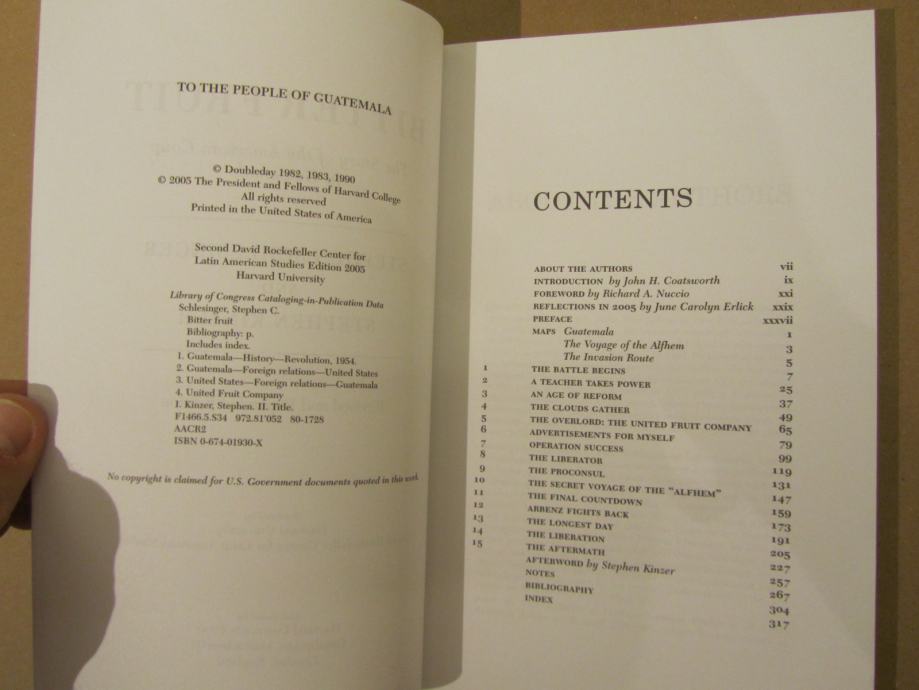 TO THE PEOPLE OF GUATEMALA
© Doubleday 1982, 1983, 1990
© 2005 The President and Fellows of Harvard College
All rights reserved
Printed in the United States of America
Second David Rockefeller Center for
Latin American Studies Edition 2005
Harvard University
Library of Congress Cataloging-in-Publication Data
Schlesinger, Stephen C.
Bitter fruit
Bibliography: p.
Includes index.
1. Guatemala—History—Revolution, 1954.
2. Guatemala—Foreign relations—United States
3. United States—Foreign relations—Guatemala
4. United Fruit Company
I. Kinzer, Stephen. II. Title.
F1466.5.S34 972.81'052 80-1728
AACR2
ISBN 0-674-01930-X
No copyright is claimed for U.S. Government documents quoted in this work.
CONTENTS
ABOUT THE AUTHORS vii
INTRODUCTION by John H. Coatsworth ix
FOREWORD by Richard A. Nuccio xxi
REFLECTIONS IN 2005 by June Carolyn Erlick xxix
PREFACE xxxvii
MAPS Guatemala 1
The Voyage of the Alfhem 3
The Invasion Route 5
1 THE BATTLE BEGINS 7
2 A TEACHER TAKES POWER 25
3 AN AGE OF REFORM 37
4 THE CLOUDS GATHER 49
5 THE OVERLORD: THE UNITED FRUIT COMPANY 65
6 ADVERTISEMENTS FOR MYSELF 79
7 OPERATION SUCCESS 99
8 THE LIBERATOR 119
9 THE PROCONSUL 131
10 THE SECRET VOYAGE OF THE "ALFHEM" 147
11 THE FINAL COUNTDOWN 159
12 ARBENZ FIGHTS BACK 173
13 THE LONGEST DAY 191
14 THE LIBERATION 205
15 THE AFTERMATH 227
AFTERWORD by Stephen Kinzer 257
NOTES 267
BIBLIOGRAPHY 304
INDEX 317